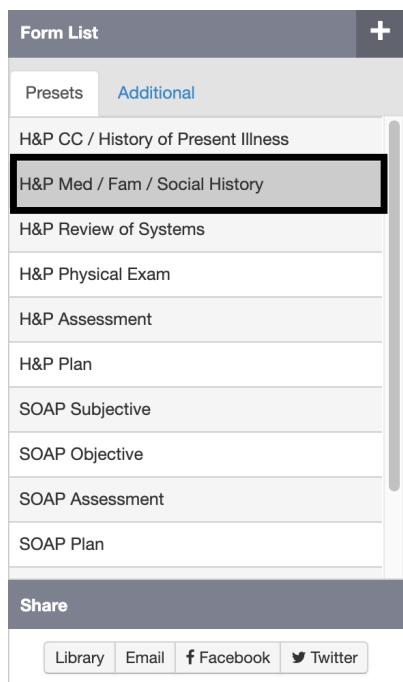 Form List +
Presets Additional
H&P CC / History of Present Illness
H&P Med / Fam / Social History
H&P Review of Systems
H&P Physical Exam
H&P Assessment
H&P Plan
SOAP Subjective
SOAP Objective
SOAP Assessment
SOAP Plan
Share
Library Email Facebook Twitter